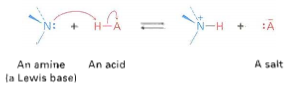 N: + H—A ⇌ N⁺—H + :Ā
An amine An acid A salt
(a Lewis base)